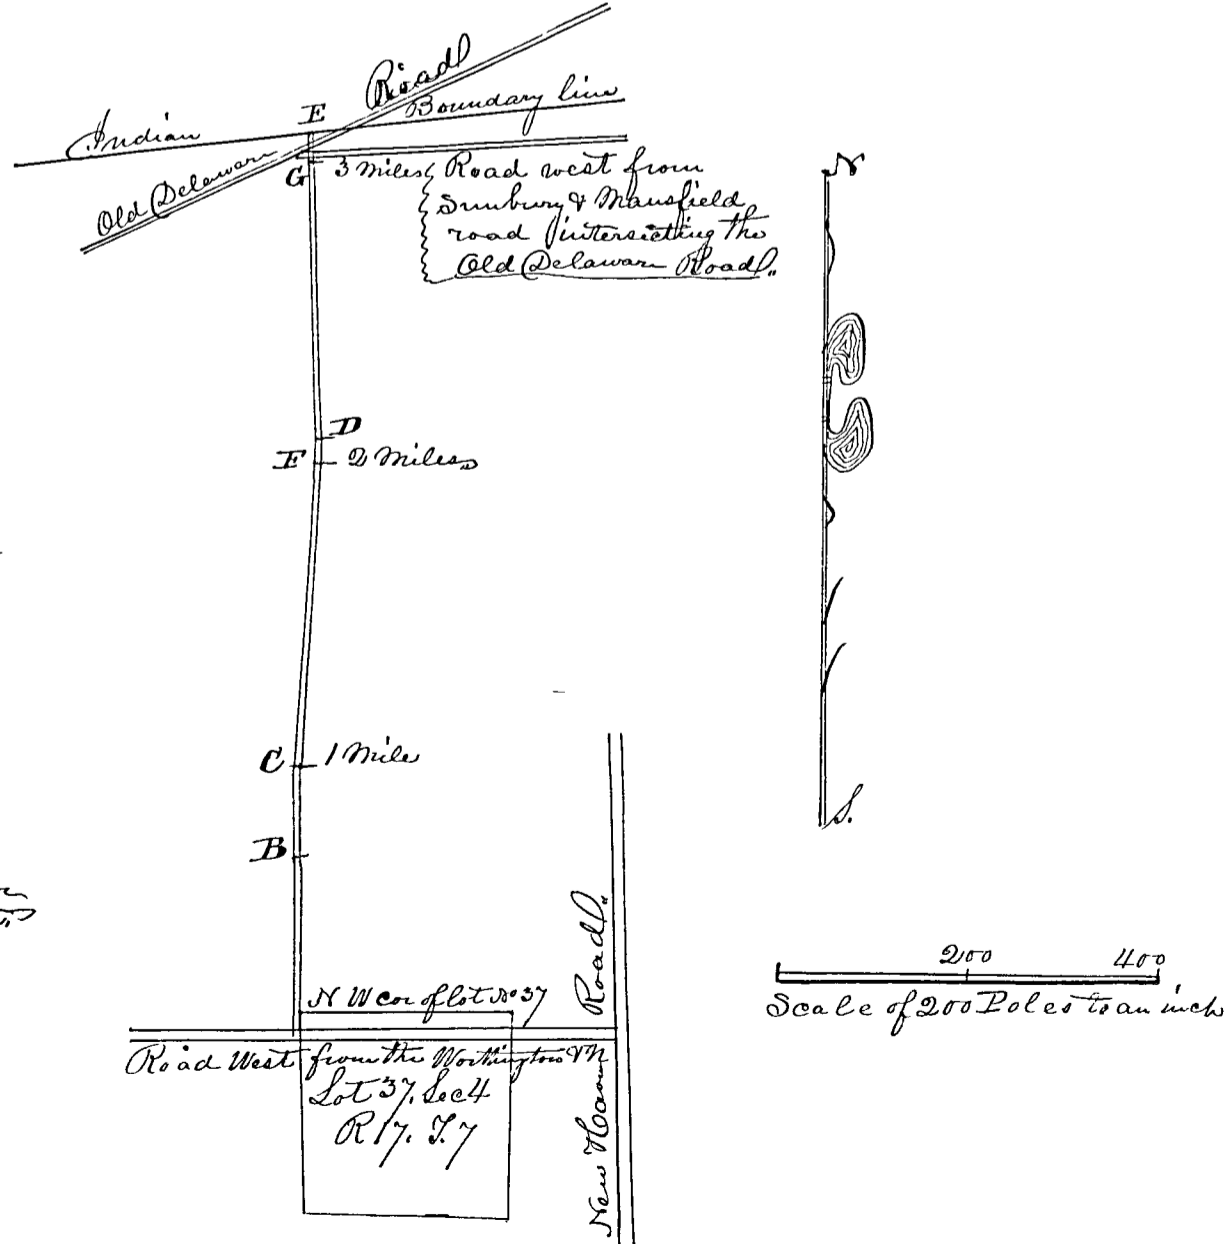 Road
Indian
E
Boundary line
Old Delaware
G
3 Miles
Road west from
Sunbury & Mansfield
road intersecting the
Old Delaware Road.
N
D
F
2 Miles
C
1 Mile
B
S.
200
400
Scale of 200 Poles to an inch
N W cor of lot No 37
Road West from the Worthington & N
Lot 37. Sec 4
R 17. T. 7
New Haven Road.